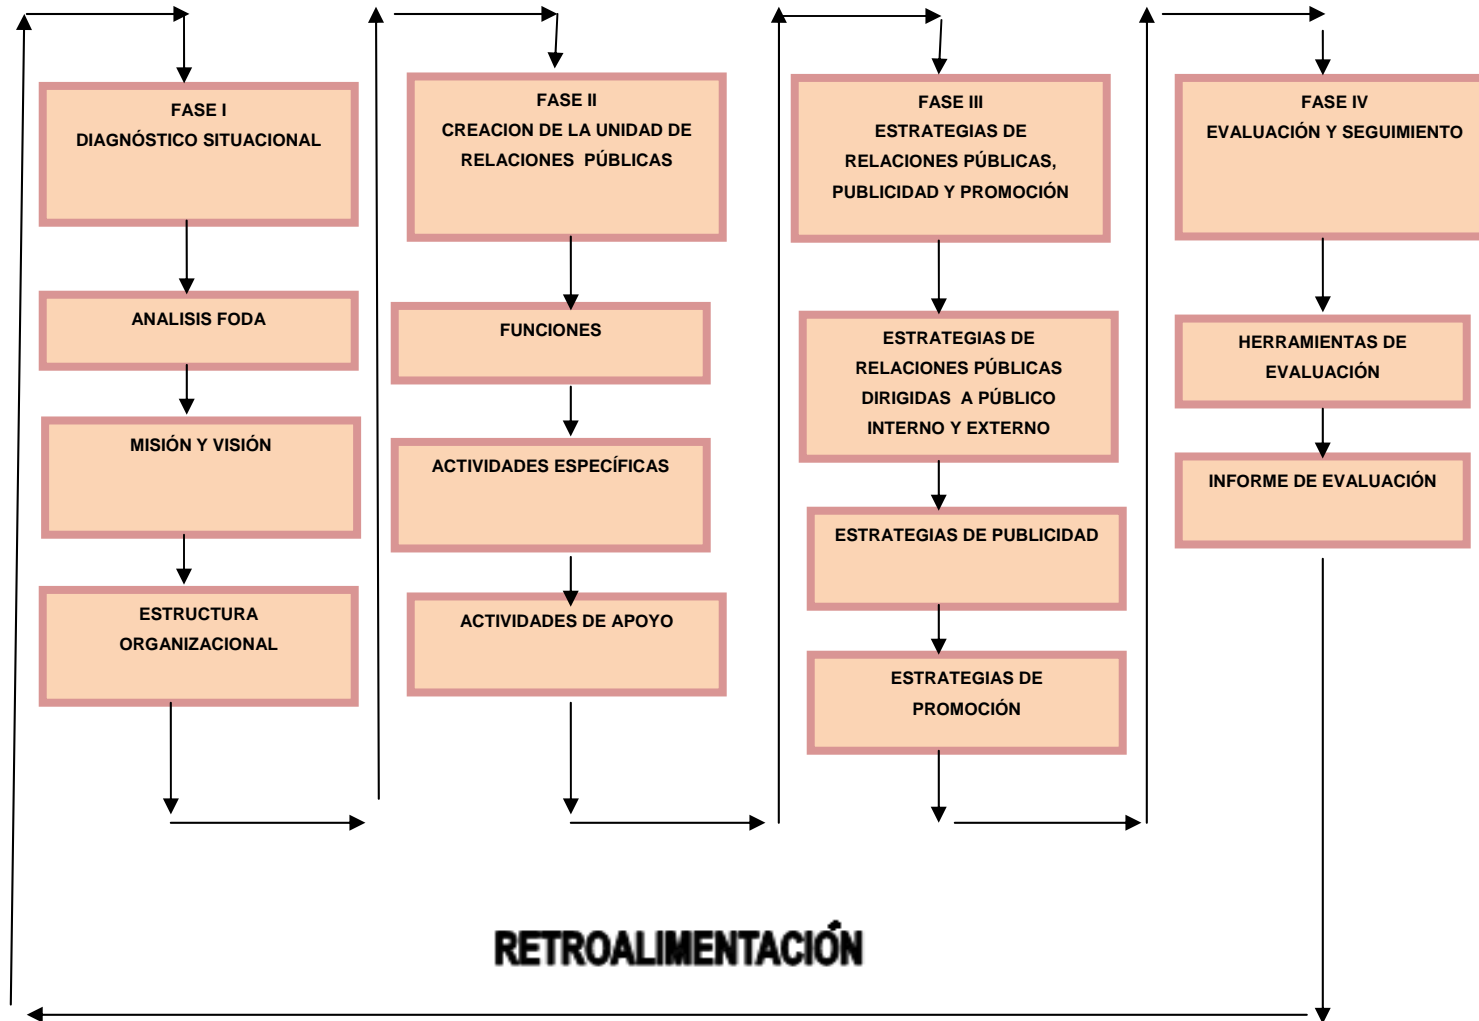 FASE I
DIAGNÓSTICO SITUACIONAL
ANALISIS FODA
MISIÓN Y VISIÓN
ESTRUCTURA
ORGANIZACIONAL
FASE II
CREACION DE LA UNIDAD DE
RELACIONES PÚBLICAS
FUNCIONES
ACTIVIDADES ESPECÍFICAS
ACTIVIDADES DE APOYO
FASE III
ESTRATEGIAS DE
RELACIONES PÚBLICAS,
PUBLICIDAD Y PROMOCIÓN
ESTRATEGIAS DE
RELACIONES PÚBLICAS
DIRIGIDAS A PÚBLICO
INTERNO Y EXTERNO
ESTRATEGIAS DE PUBLICIDAD
ESTRATEGIAS DE
PROMOCIÓN
FASE IV
EVALUACIÓN Y SEGUIMIENTO
HERRAMIENTAS DE
EVALUACIÓN
INFORME DE EVALUACIÓN
RETROALIMENTACIÓN